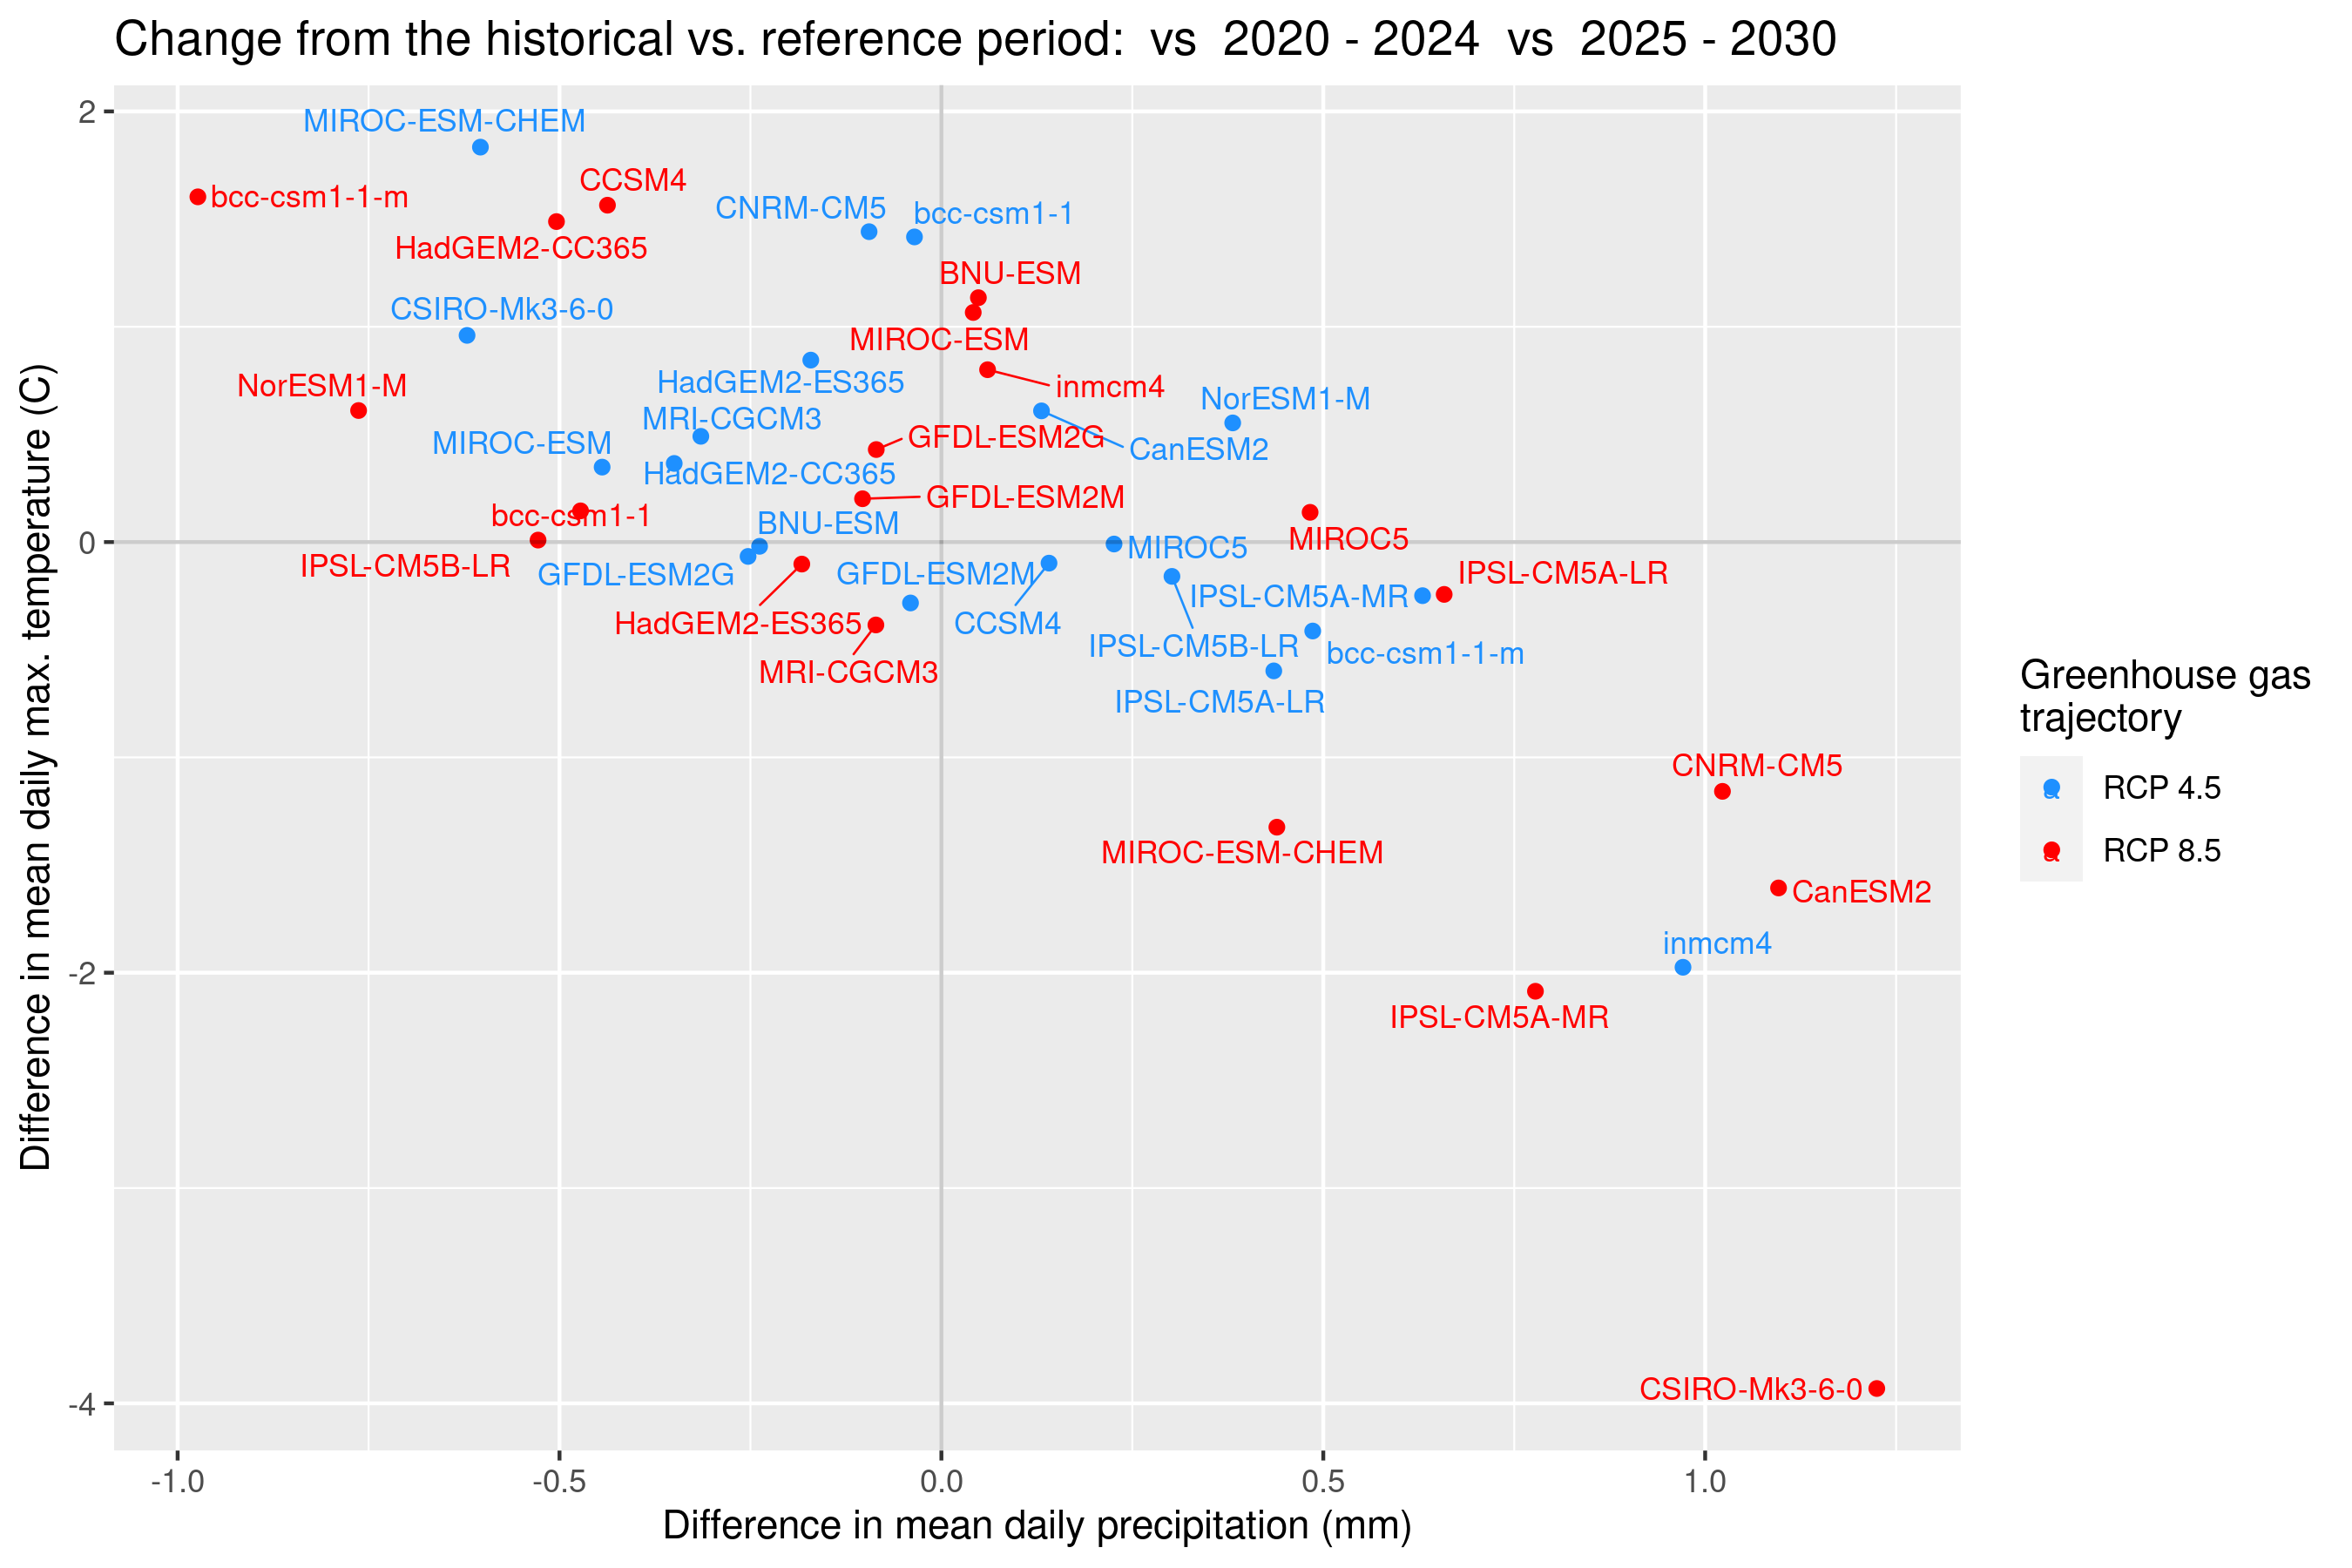 Change from the historical vs. reference period:  vs  2020 - 2024  vs  2025 - 2030
2
MIROC-ESM-CHEM
CCSM4
bcc-csm1-1-m
CNRM-CM5
bcc-csm1-1
HadGEM2-CC365
BNU-ESM
CSIRO-Mk3-6-0
MIROC-ESM
HadGEM2-ES365
NorESM1-M
inmcm4
NorESM1-M
MRI-CGCM3
MIROC-ESM
GFDL-ESM2G
CanESM2
HadGEM2-CC365
GFDL-ESM2M
bcc-csm1-1
BNU-ESM
0
MIROC5
MIROC5
IPSL-CM5B-LR
GFDL-ESM2G
GFDL-ESM2M
IPSL-CM5A-LR
IPSL-CM5A-MR
HadGEM2-ES365
CCSM4
IPSL-CM5B-LR
bcc-csm1-1-m
MRI-CGCM3
IPSL-CM5A-LR
CNRM-CM5
MIROC-ESM-CHEM
CanESM2
inmcm4
-2
IPSL-CM5A-MR
CSIRO-Mk3-6-0
-4
-1.0
-0.5
0.0
0.5
1.0
Difference in mean daily precipitation (mm)
Difference in mean daily max. temperature (C)
Greenhouse gas
trajectory
RCP 4.5
RCP 8.5